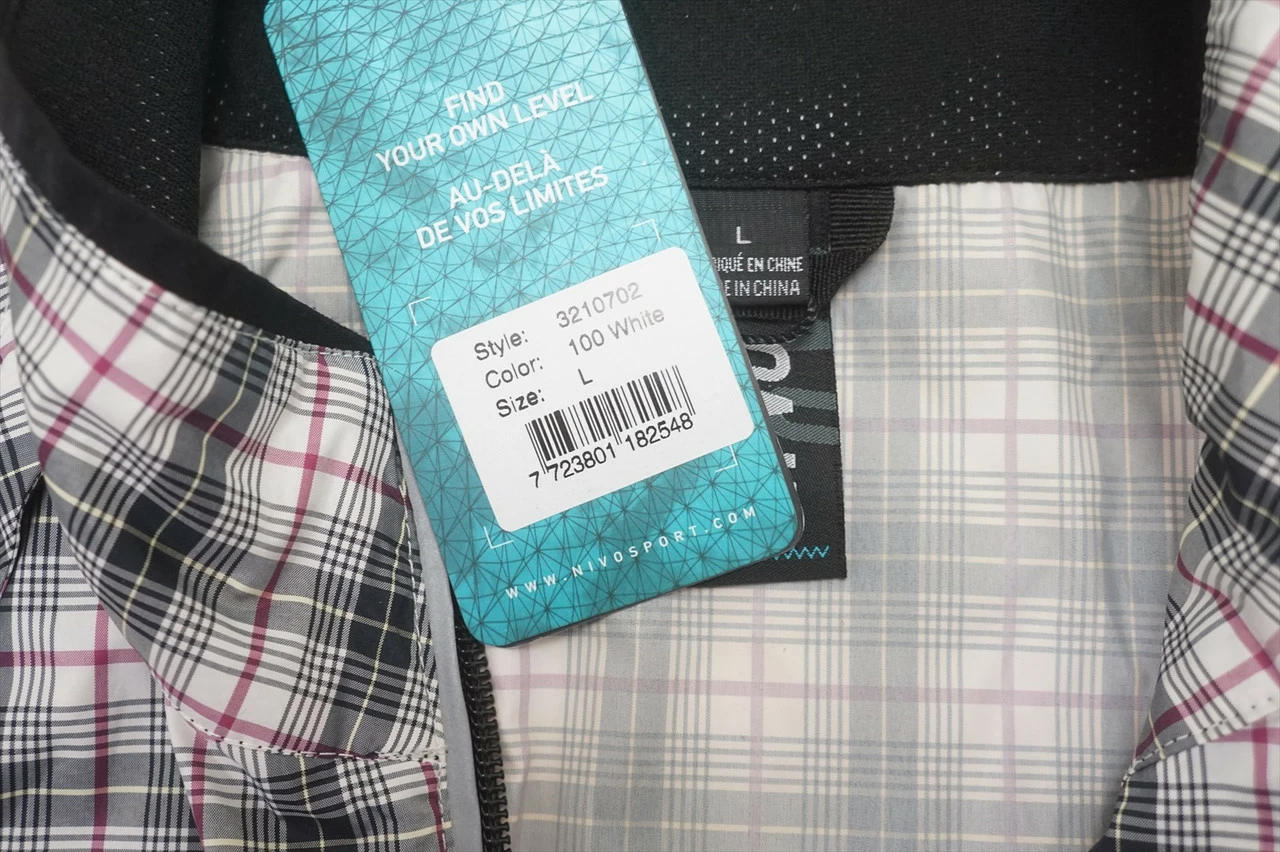 FIND
YOUR OWN LEVEL
AU-DELÀ
DE VOS LIMITES
Style: 3210702
Color: 100 White
Size: L
7 723801 182548
WWW.NIVOSPORT.COM
L
IQUÉ EN CHINE
E IN CHINA